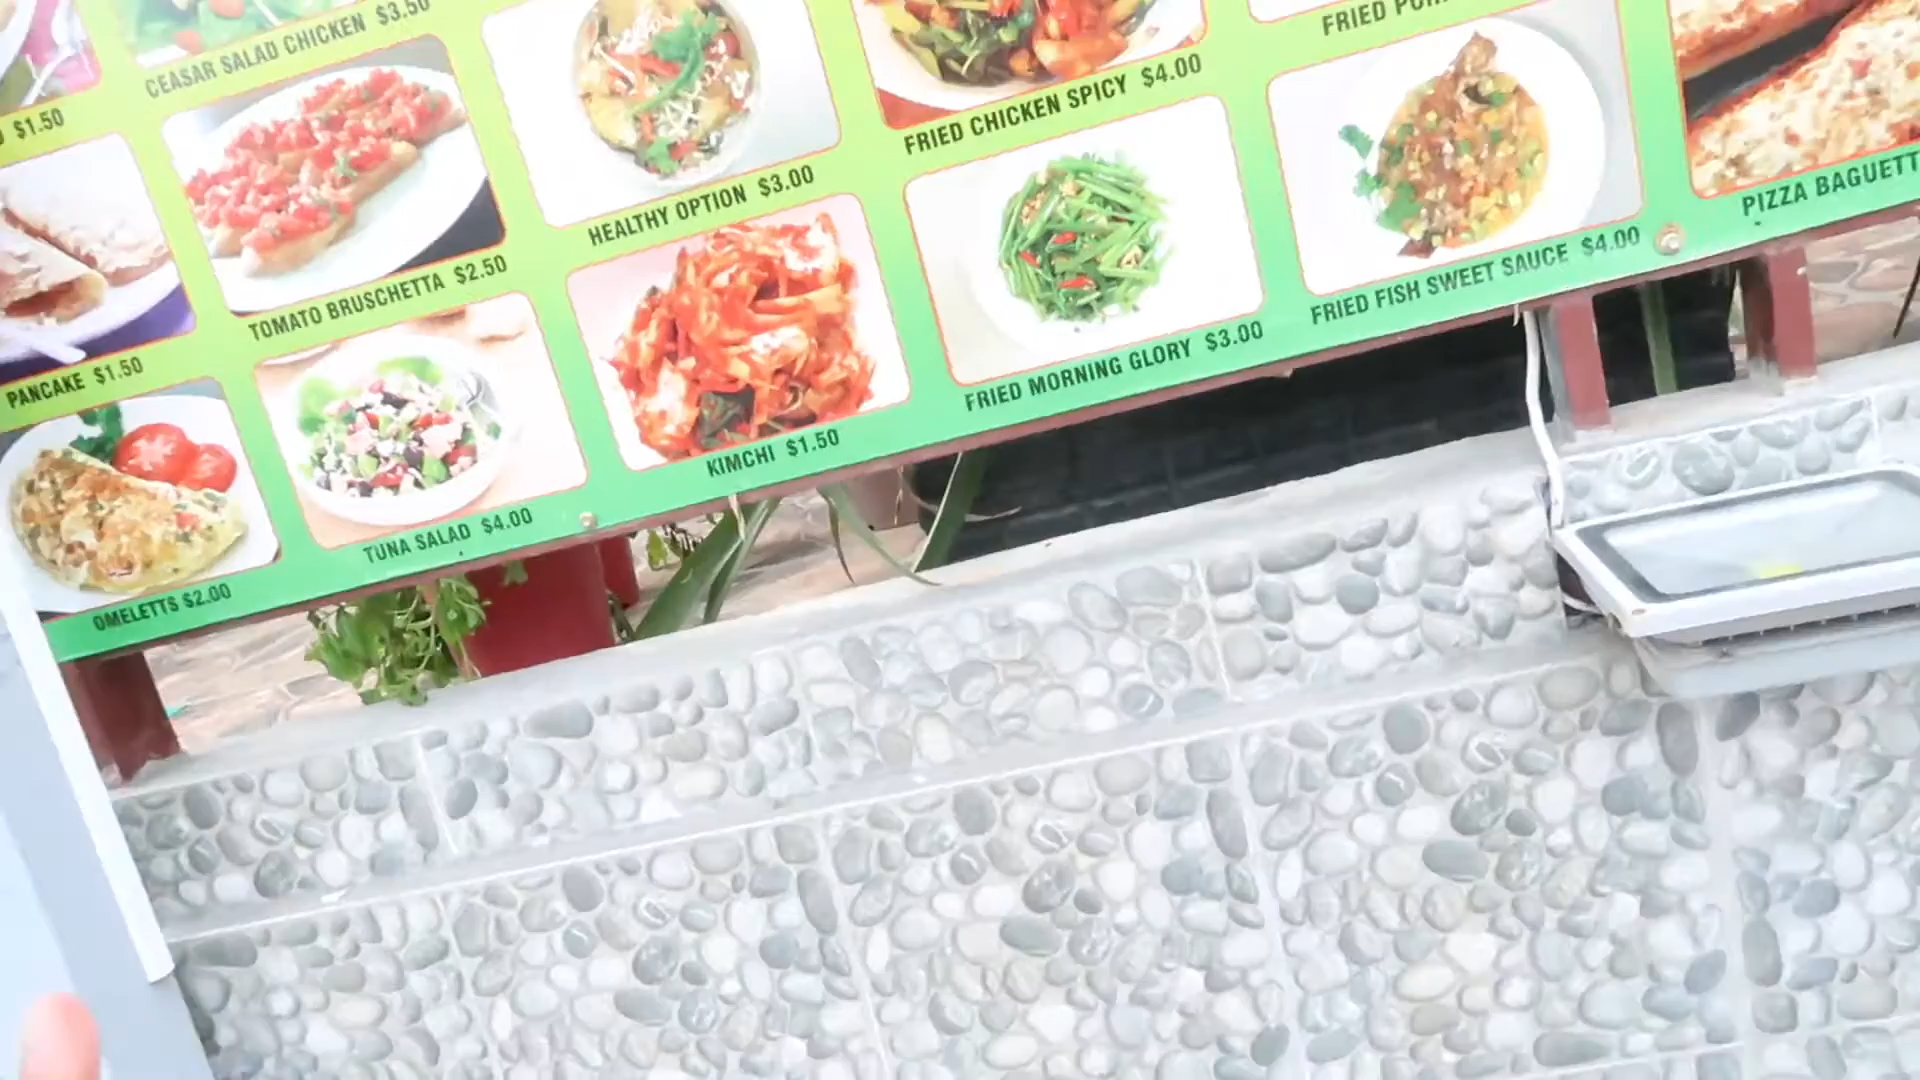 CEASAR SALAD CHICKEN $3.50
$1.50
TOMATO BRUSCHETTA $2.50
HEALTHY OPTION $3.00
FRIED CHICKEN SPICY $4.00
FRIED
PANCAKE $1.50
TUNA SALAD $4.00
KIMCHI $1.50
FRIED MORNING GLORY $3.00
FRIED FISH SWEET SAUCE $4.00
PIZZA BAGUETT
OMELETTS $2.00